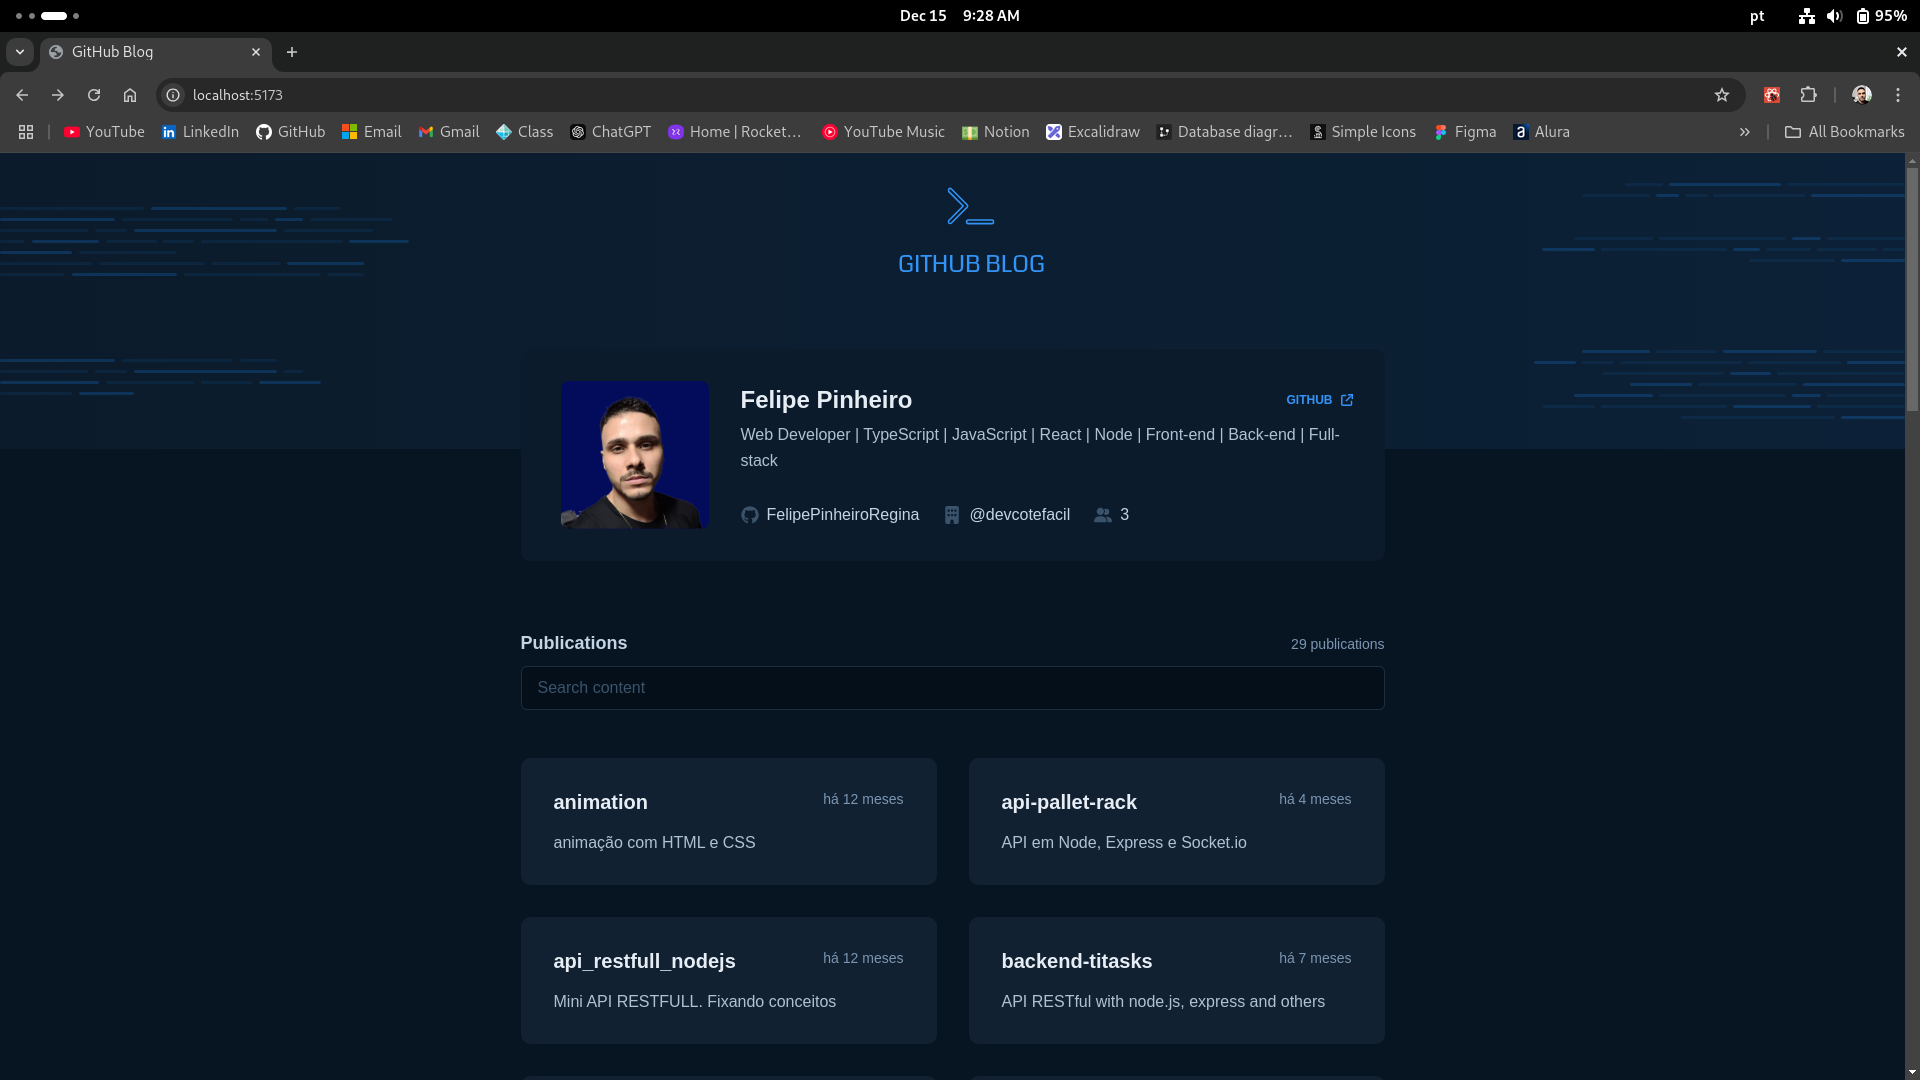 Dec 15 9:28 AM
pt 95%
GitHub Blog
localhost:5173
YouTube LinkedIn GitHub Email Gmail Class ChatGPT Home | Rocket… YouTube Music Notion Excalidraw Database diagr… Simple Icons Figma Alura » All Bookmarks
GITHUB BLOG
Felipe Pinheiro GITHUB
Web Developer | TypeScript | JavaScript | React | Node | Front-end | Back-end | Full-
stack
FelipePinheiroRegina @devcotefacil 3
Publications 29 publications
Search content
animation há 12 meses
animação com HTML e CSS
api-pallet-rack há 4 meses
API em Node, Express e Socket.io
api_restfull_nodejs há 12 meses
Mini API RESTFULL. Fixando conceitos
backend-titasks há 7 meses
API RESTful with node.js, express and others